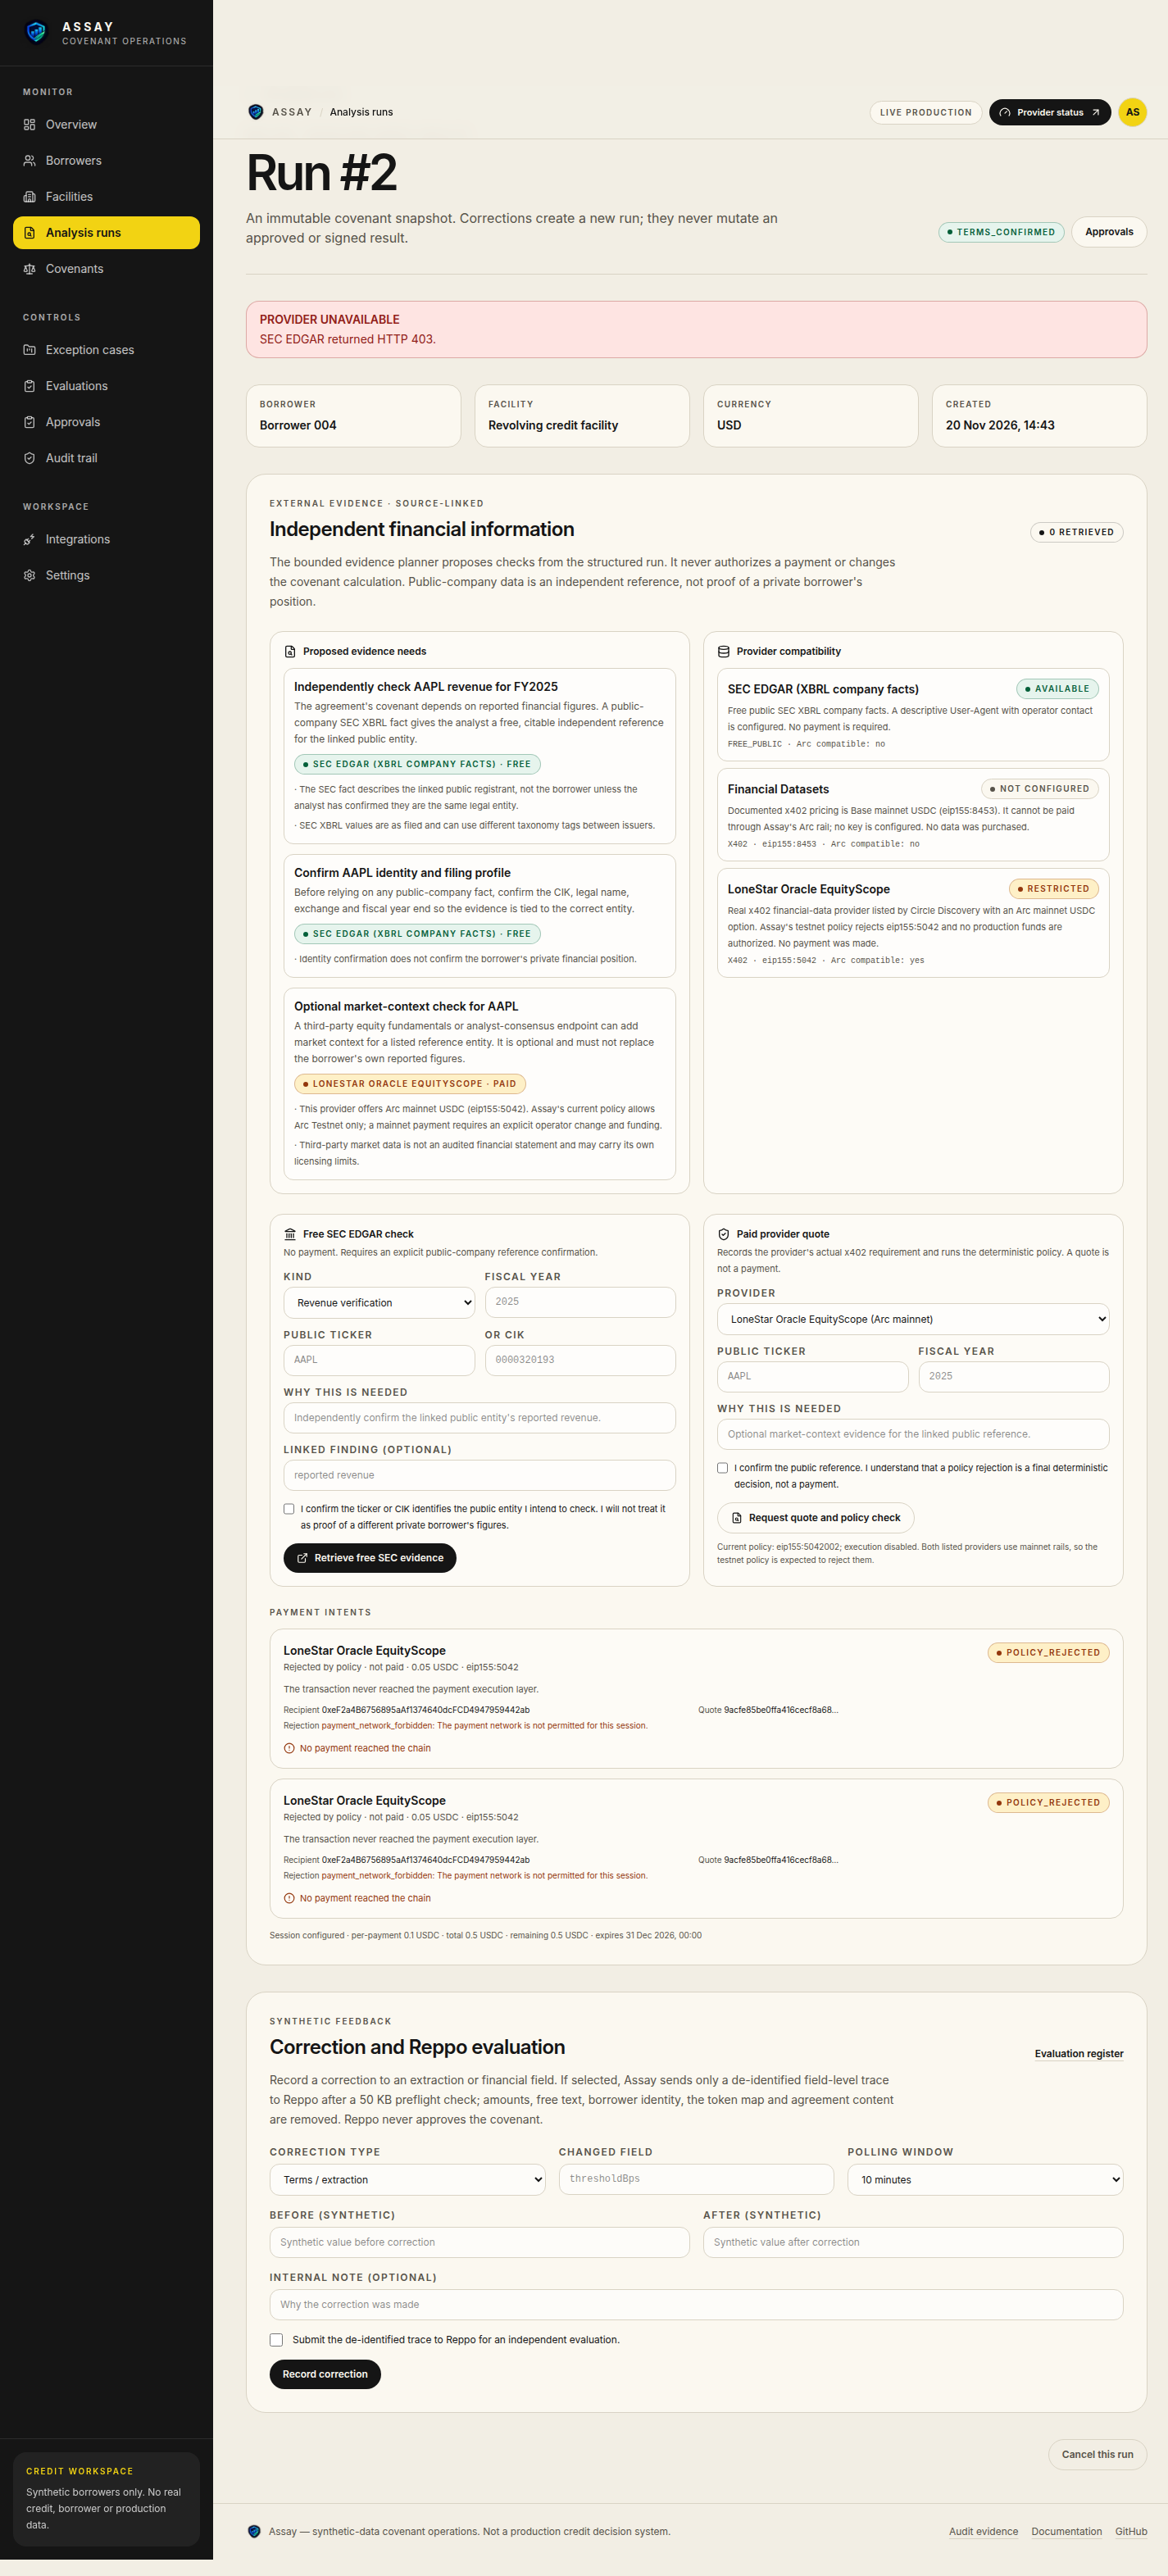 ASSAY
COVENANT OPERATIONS
MONITOR
Overview
Borrowers
Facilities
Analysis runs
Covenants
CONTROLS
Exception cases
Evaluations
Approvals
Audit trail
WORKSPACE
Integrations
Settings
CREDIT WORKSPACE
Synthetic borrowers only. No real
credit, borrower or production
data.
ASSAY / Analysis runs
LIVE PRODUCTION
Provider status
AS
Run #2
An immutable covenant snapshot. Corrections create a new run; they never mutate an
approved or signed result.
TERMS_CONFIRMED
Approvals
PROVIDER UNAVAILABLE
SEC EDGAR returned HTTP 403.
BORROWER
Borrower 004
FACILITY
Revolving credit facility
CURRENCY
USD
CREATED
20 Nov 2026, 14:43
EXTERNAL EVIDENCE · SOURCE-LINKED
Independent financial information
0 RETRIEVED
The bounded evidence planner proposes checks from the structured run. It never authorizes a payment or changes
the covenant calculation. Public-company data is an independent reference, not proof of a private borrower's
position.
Proposed evidence needs
Independently check AAPL revenue for FY2025
The agreement's covenant depends on reported financial figures. A public-
company SEC XBRL fact gives the analyst a free, citable independent reference
for the linked public entity.
SEC EDGAR (XBRL COMPANY FACTS) · FREE
· The SEC fact describes the linked public registrant, not the borrower unless the
analyst has confirmed they are the same legal entity.
· SEC XBRL values are as filed and can use different taxonomy tags between issuers.
Confirm AAPL identity and filing profile
Before relying on any public-company fact, confirm the CIK, legal name,
exchange and fiscal year end so the evidence is tied to the correct entity.
SEC EDGAR (XBRL COMPANY FACTS) · FREE
· Identity confirmation does not confirm the borrower's private financial position.
Optional market-context check for AAPL
A third-party equity fundamentals or analyst-consensus endpoint can add
market context for a listed reference entity. It is optional and must not replace
the borrower's own reported figures.
LONESTAR ORACLE EQUITYSCOPE · PAID
· This provider offers Arc mainnet USDC (eip155:5042). Assay's current policy allows
Arc Testnet only; a mainnet payment requires an explicit operator change and funding.
· Third-party market data is not an audited financial statement and may carry its own
licensing limits.
Provider compatibility
SEC EDGAR (XBRL company facts)
AVAILABLE
Free public SEC XBRL company facts. A descriptive User-Agent with operator contact
is configured. No payment is required.
FREE_PUBLIC · Arc compatible: no
Financial Datasets
NOT CONFIGURED
Documented x402 pricing is Base mainnet USDC (eip155:8453). It cannot be paid
through Assay's Arc rail; no key is configured. No data was purchased.
X402 · eip155:8453 · Arc compatible: no
LoneStar Oracle EquityScope
RESTRICTED
Real x402 financial-data provider listed by Circle Discovery with an Arc mainnet USDC
option. Assay's testnet policy rejects eip155:5042 and no production funds are
authorized. No payment was made.
X402 · eip155:5042 · Arc compatible: yes
Free SEC EDGAR check
No payment. Requires an explicit public-company reference confirmation.
KIND
Revenue verification
FISCAL YEAR
2025
PUBLIC TICKER
AAPL
OR CIK
0000320193
WHY THIS IS NEEDED
Independently confirm the linked public entity's reported revenue.
LINKED FINDING (OPTIONAL)
reported revenue
I confirm the ticker or CIK identifies the public entity I intend to check. I will not treat it
as proof of a different private borrower's figures.
Retrieve free SEC evidence
Paid provider quote
Records the provider's actual x402 requirement and runs the deterministic policy. A quote is
not a payment.
PROVIDER
LoneStar Oracle EquityScope (Arc mainnet)
PUBLIC TICKER
AAPL
FISCAL YEAR
2025
WHY THIS IS NEEDED
Optional market-context evidence for the linked public reference.
I confirm the public reference. I understand that a policy rejection is a final deterministic
decision, not a payment.
Request quote and policy check
Current policy: eip155:5042002; execution disabled. Both listed providers use mainnet rails, so the
testnet policy is expected to reject them.
PAYMENT INTENTS
LoneStar Oracle EquityScope
POLICY_REJECTED
Rejected by policy · not paid · 0.05 USDC · eip155:5042
The transaction never reached the payment execution layer.
Recipient 0xeF2a4B6756895aAf1374640dcFCD4947959442ab
Quote 9acfe85be0ffa416cecf8a68…
Rejection payment_network_forbidden: The payment network is not permitted for this session.
No payment reached the chain
LoneStar Oracle EquityScope
POLICY_REJECTED
Rejected by policy · not paid · 0.05 USDC · eip155:5042
The transaction never reached the payment execution layer.
Recipient 0xeF2a4B6756895aAf1374640dcFCD4947959442ab
Quote 9acfe85be0ffa416cecf8a68…
Rejection payment_network_forbidden: The payment network is not permitted for this session.
No payment reached the chain
Session configured · per-payment 0.1 USDC · total 0.5 USDC · remaining 0.5 USDC · expires 31 Dec 2026, 00:00
SYNTHETIC FEEDBACK
Correction and Reppo evaluation
Evaluation register
Record a correction to an extraction or financial field. If selected, Assay sends only a de-identified field-level trace
to Reppo after a 50 KB preflight check; amounts, free text, borrower identity, the token map and agreement content
are removed. Reppo never approves the covenant.
CORRECTION TYPE
Terms / extraction
CHANGED FIELD
thresholdBps
POLLING WINDOW
10 minutes
BEFORE (SYNTHETIC)
Synthetic value before correction
AFTER (SYNTHETIC)
Synthetic value after correction
INTERNAL NOTE (OPTIONAL)
Why the correction was made
Submit the de-identified trace to Reppo for an independent evaluation.
Record correction
Cancel this run
Assay — synthetic-data covenant operations. Not a production credit decision system.
Audit evidence
Documentation
GitHub